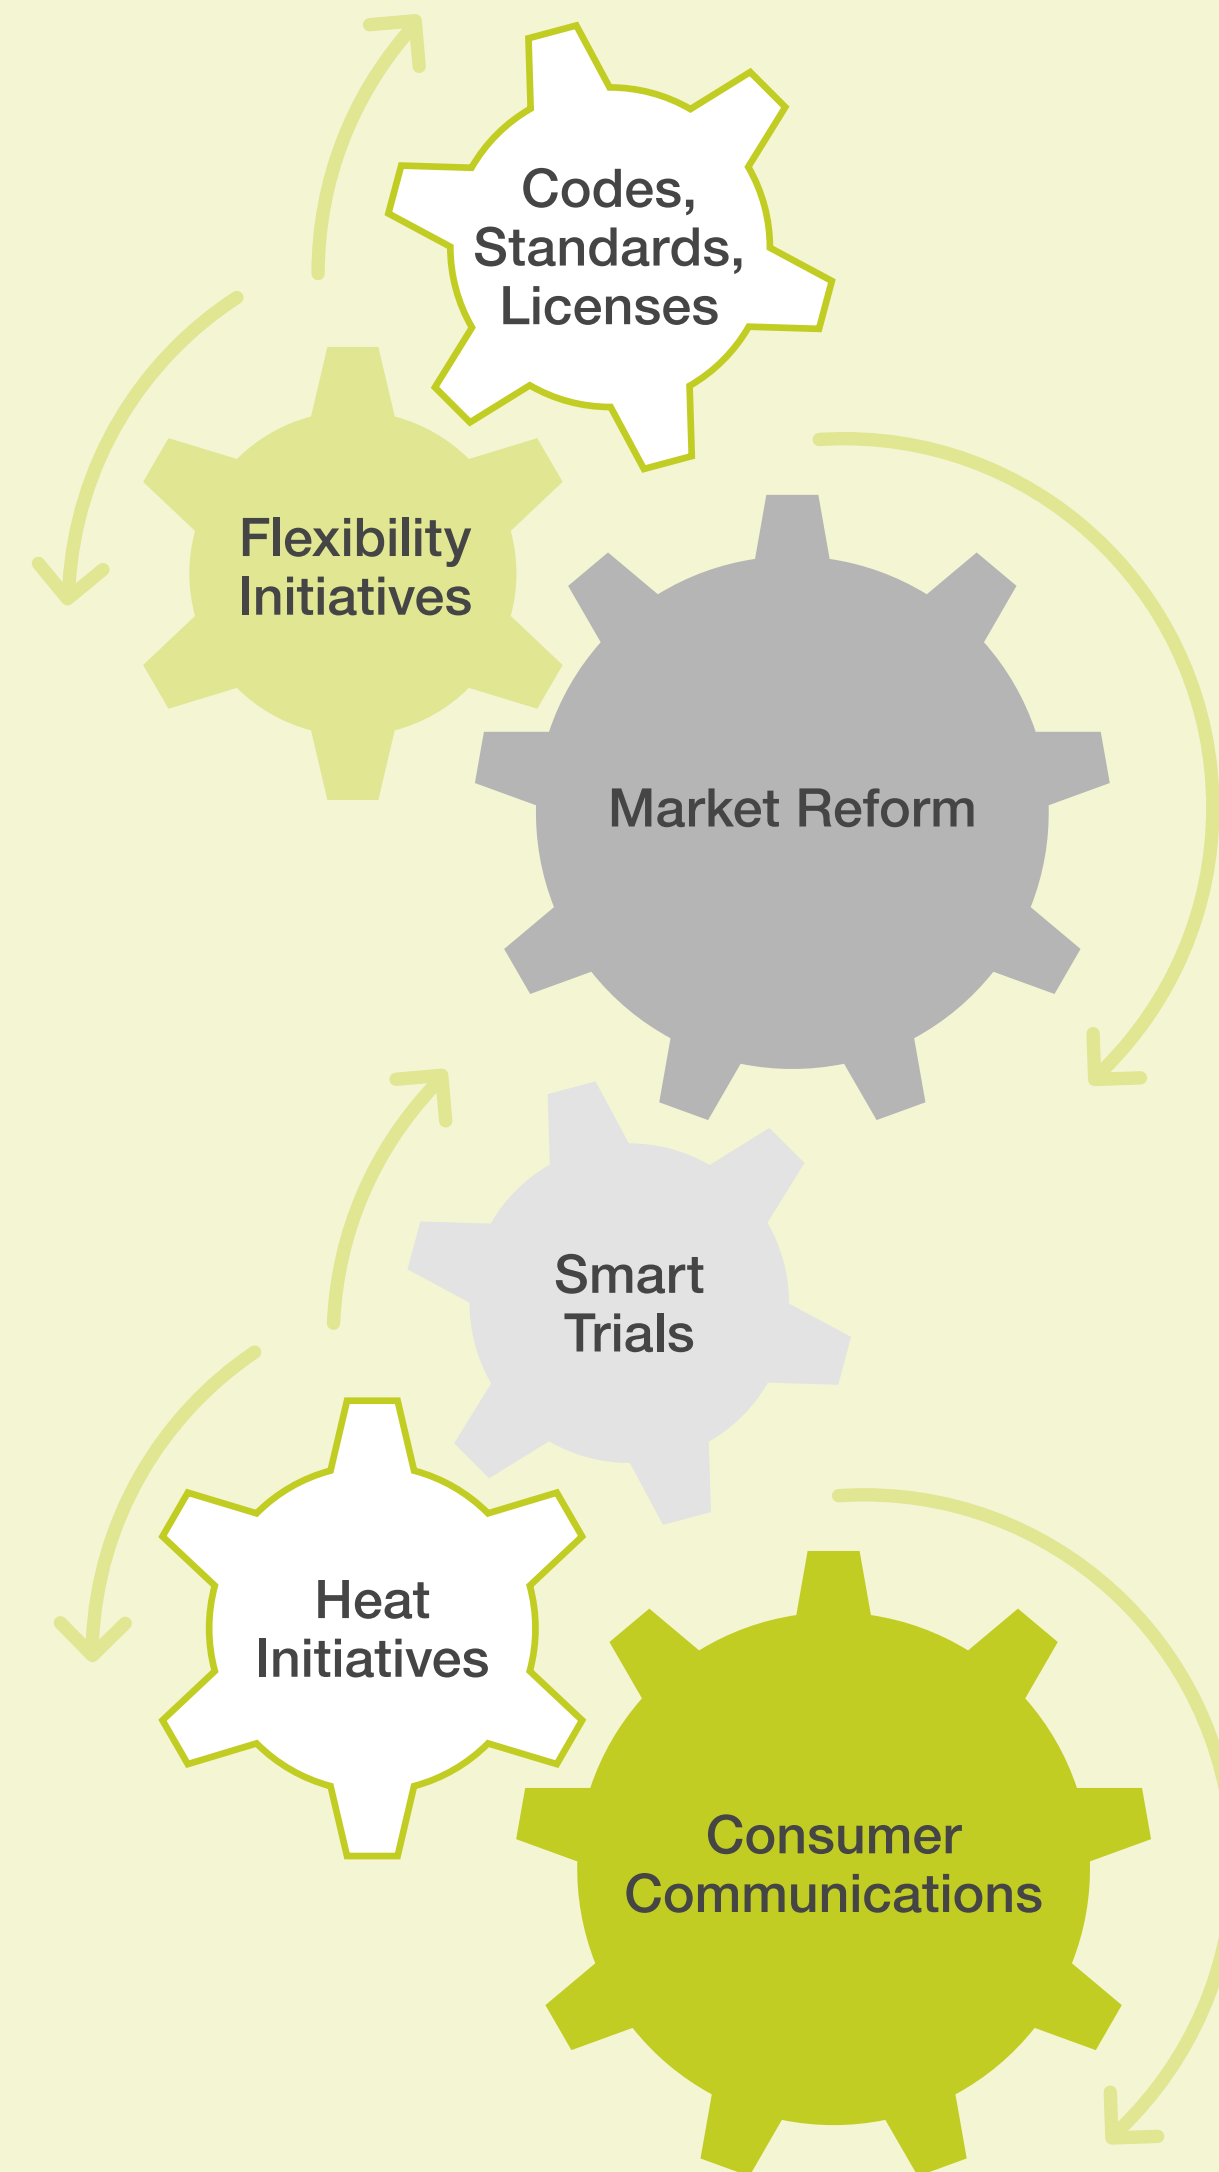 Codes,
Standards,
Licenses
Flexibility
Initiatives
Market Reform
Smart
Trials
Heat
Initiatives
Consumer
Communications